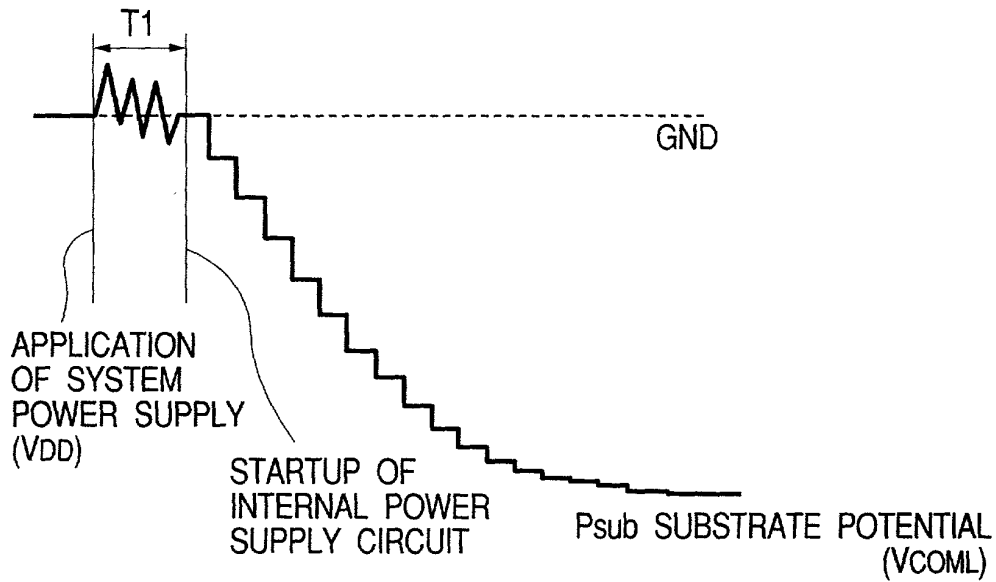 T1
GND
APPLICATION
OF SYSTEM
POWER SUPPLY
(VDD)
STARTUP OF
INTERNAL POWER
SUPPLY CIRCUIT
Psub SUBSTRATE POTENTIAL
(VCOML)